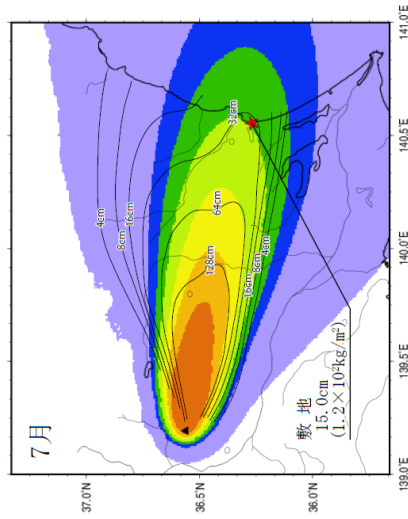 7月
37.0°N
36.5°N
36.0°N
4cm
8cm
16cm
32cm
64cm
128cm
16cm
8cm
4cm
敷地
15.0cm
(1.2×10²kg/m²)
139.0°E
139.5°E
140.0°E
140.5°E
141.0°E